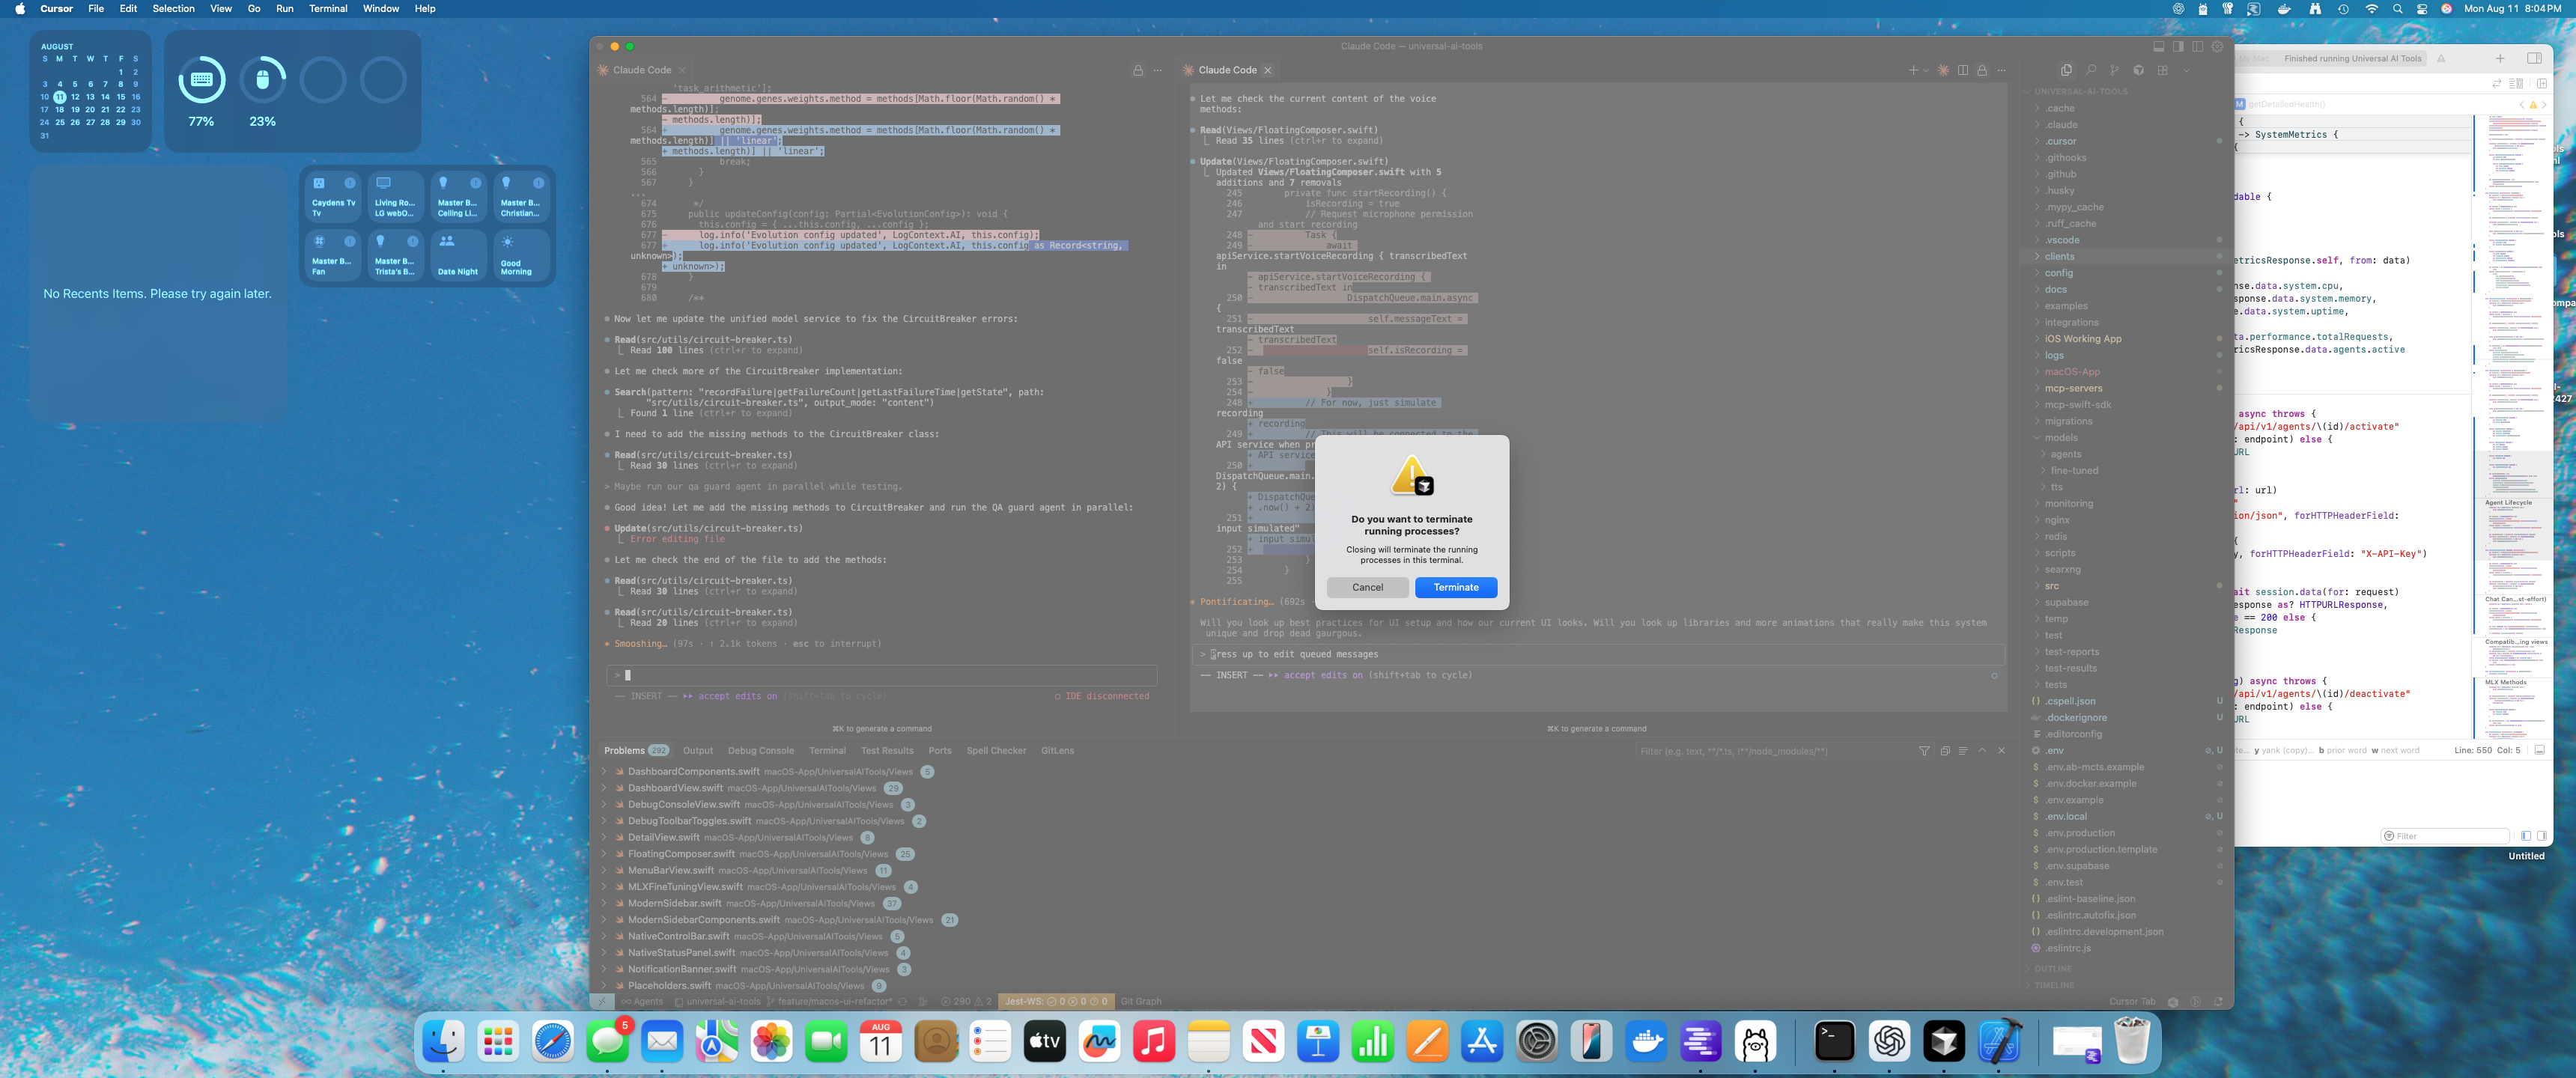 Cursor File Edit Selection View Go Run Terminal Window Help
Mon Aug 11 8:04 PM
AUGUST
S M T W T F S
1 2
3 4 5 6 7 8 9
10 11 12 13 14 15 16
17 18 19 20 21 22 23
24 25 26 27 28 29 30
31
77% 23%
No Recents Items. Please try again later.
Caydens Tv
Tv
Living Ro...
LG webO...
Master B...
Ceiling Li...
Master B...
Christian...
Master B...
Fan
Master B...
Trista's B...
Date Night
Good
Morning
Claude Code — universal-ai-tools
Claude Code
'task_arithmetic'];
564 - genome.genes.weights.method = methods[Math.floor(Math.random() *
methods.length)];
- methods.length)];
564 + genome.genes.weights.method = methods[Math.floor(Math.random() *
methods.length)] || 'linear';
+ methods.length)] || 'linear';
565 break;
566 }
567 }
...
674 */
675 public updateConfig(config: Partial<EvolutionConfig>): void {
676 this.config = { ...this.config, ...config };
677 - log.info('Evolution config updated', LogContext.AI, this.config);
677 + log.info('Evolution config updated', LogContext.AI, this.config as Record<string,
unknown>);
+ unknown>);
678 }
679
680 /**
Now let me update the unified model service to fix the CircuitBreaker errors:
Read(src/utils/circuit-breaker.ts)
Read 100 lines (ctrl+r to expand)
Let me check more of the CircuitBreaker implementation:
Search(pattern: "recordFailure|getFailureCount|getLastFailureTime|getState", path:
"src/utils/circuit-breaker.ts", output_mode: "content")
Found 1 line (ctrl+r to expand)
I need to add the missing methods to the CircuitBreaker class:
Read(src/utils/circuit-breaker.ts)
Read 30 lines (ctrl+r to expand)
> Maybe run our qa guard agent in parallel while testing.
Good idea! Let me add the missing methods to CircuitBreaker and run the QA guard agent in parallel:
Update(src/utils/circuit-breaker.ts)
Error editing file
Let me check the end of the file to add the methods:
Read(src/utils/circuit-breaker.ts)
Read 30 lines (ctrl+r to expand)
Read(src/utils/circuit-breaker.ts)
Read 20 lines (ctrl+r to expand)
Smooshing… (97s · ↑ 2.1k tokens · esc to interrupt)
>
-- INSERT -- ▸▸ accept edits on (shift+tab to cycle)
IDE disconnected
⌘K to generate a command
Claude Code
Let me check the current content of the voice
methods:
Read(Views/FloatingComposer.swift)
Read 35 lines (ctrl+r to expand)
Update(Views/FloatingComposer.swift)
Updated Views/FloatingComposer.swift with 5
additions and 7 removals
245 private func startRecording() {
246 isRecording = true
247 // Request microphone permission
and start recording
248 - Task {
249 - await
apiService.startVoiceRecording { transcribedText
in
- apiService.startVoiceRecording {
- transcribedText in
250 - DispatchQueue.main.async
{
251 - self.messageText =
transcribedText
- transcribedText
252 - self.isRecording =
false
- false
253 - }
254 - }
248 + // For now, just simulate
recording
+ recording
249 + // This will be connected to the
API service when pr
+ API service
250 +
DispatchQueue.main.
2) {
+ DispatchQue
+ .now() + 2)
251 +
input simulated"
+ input simul
252 +
253 }
254 }
255
Pontificating… (692s
Will you look up best practices for UI setup and how our current UI looks. Will you look up libraries and more animations that really make this system
unique and drop dead gaurgous.
> Press up to edit queued messages
-- INSERT -- ▸▸ accept edits on (shift+tab to cycle)
⌘K to generate a command
Do you want to terminate
running processes?
Closing will terminate the running
processes in this terminal.
Cancel Terminate
Problems 292 Output Debug Console Terminal Test Results Ports Spell Checker GitLens
Filter (e.g. text, **/*.ts, !**/node_modules/**)
DashboardComponents.swift macOS-App/UniversalAITools/Views 5
DashboardView.swift macOS-App/UniversalAITools/Views 29
DebugConsoleView.swift macOS-App/UniversalAITools/Views 3
DebugToolbarToggles.swift macOS-App/UniversalAITools/Views 2
DetailView.swift macOS-App/UniversalAITools/Views 8
FloatingComposer.swift macOS-App/UniversalAITools/Views 25
MenuBarView.swift macOS-App/UniversalAITools/Views 11
MLXFineTuningView.swift macOS-App/UniversalAITools/Views 4
ModernSidebar.swift macOS-App/UniversalAITools/Views 37
ModernSidebarComponents.swift macOS-App/UniversalAITools/Views 21
NativeControlBar.swift macOS-App/UniversalAITools/Views 5
NativeStatusPanel.swift macOS-App/UniversalAITools/Views 4
NotificationBanner.swift macOS-App/UniversalAITools/Views 3
Placeholders.swift macOS-App/UniversalAITools/Views 9
Agents universal-ai-tools feature/macos-ui-refactor* 290 2 Jest-WS: 0 0 0 Git Graph
Cursor Tab
UNIVERSAL-AI-TOOLS
.cache
.claude
.cursor
.githooks
.github
.husky
.mypy_cache
.ruff_cache
.vscode
clients
config
docs
examples
integrations
iOS Working App
logs
macOS-App
mcp-servers
mcp-swift-sdk
migrations
models
agents
fine-tuned
tts
monitoring
nginx
redis
scripts
searxng
src
supabase
temp
test
test-reports
test-results
tests
.cspell.json U
.dockerignore U
.editorconfig
.env U
.env.ab-mcts.example
.env.docker.example
.env.example
.env.local U
.env.production
.env.production.template
.env.supabase
.env.test
.eslint-baseline.json
.eslintrc.autofix.json
.eslintrc.development.json
.eslintrc.js
OUTLINE
TIMELINE
My Mac Finished running Universal AI Tools
M getDetailedHealth()
{
-> SystemMetrics {
{
dable {
etricsResponse.self, from: data)
nse.data.system.cpu,
sponse.data.system.memory,
e.data.system.uptime,
ta.performance.totalRequests,
ricsResponse.data.agents.active
async throws {
/api/v1/agents/\(id)/activate"
: endpoint) else {
URL
rl: url)
"
ion/json", forHTTPHeaderField:
{
y, forHTTPHeaderField: "X-API-Key")
ait session.data(for: request)
esponse as? HTTPURLResponse,
e == 200 else {
Response
g) async throws {
/api/v1/agents/\(id)/deactivate"
: endpoint) else {
URL
Agent Lifecycle
Chat Can...st-effort)
Compatib...ing views
MLX Methods
te... y yank (copy)... b prior word w next word
Line: 550 Col: 5
Filter
Untitled
5
AUG
11
tv